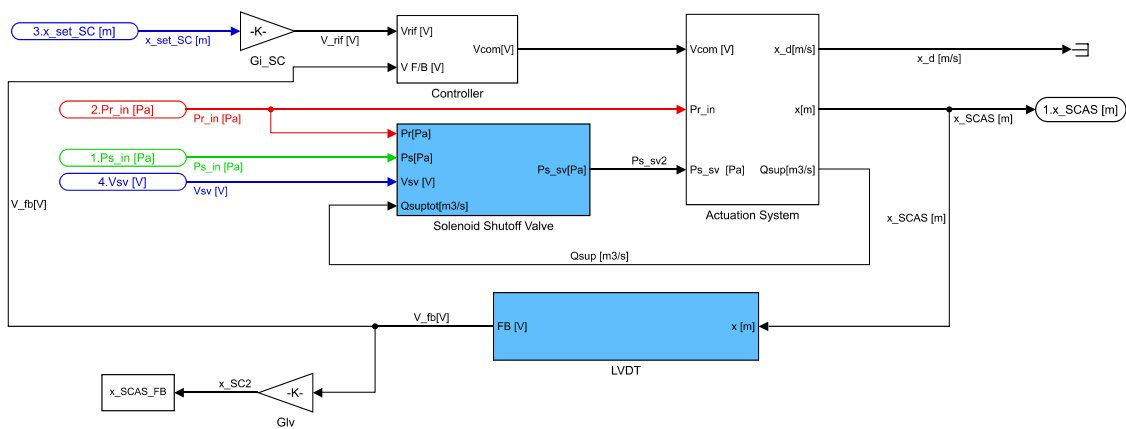 3.x_set_SC [m]
x_set_SC [m]
-K-
Gi_SC
V_rif [V]
Vrif [V]
V F/B [V]
Vcom[V]
Controller
Vcom [V]
Pr_in
Ps_sv  [Pa]
x_d[m/s]
x[m]
Qsup[m3/s]
Actuation System
x_d [m/s]
x_SCAS [m]
1.x_SCAS [m]
2.Pr_in [Pa]
Pr_in [Pa]
1.Ps_in [Pa]
Ps_in [Pa]
4.Vsv [V]
Vsv [V]
Pr[Pa]
Ps[Pa]
Vsv [V]
Qsuptot[m3/s]
Ps_sv[Pa]
Solenoid Shutoff Valve
Ps_sv2
V_fb[V]
x_SCAS [m]
Qsup [m3/s]
V_fb[V]
FB [V]
x [m]
LVDT
x_SCAS_FB
x_SC2
-K-
Glv